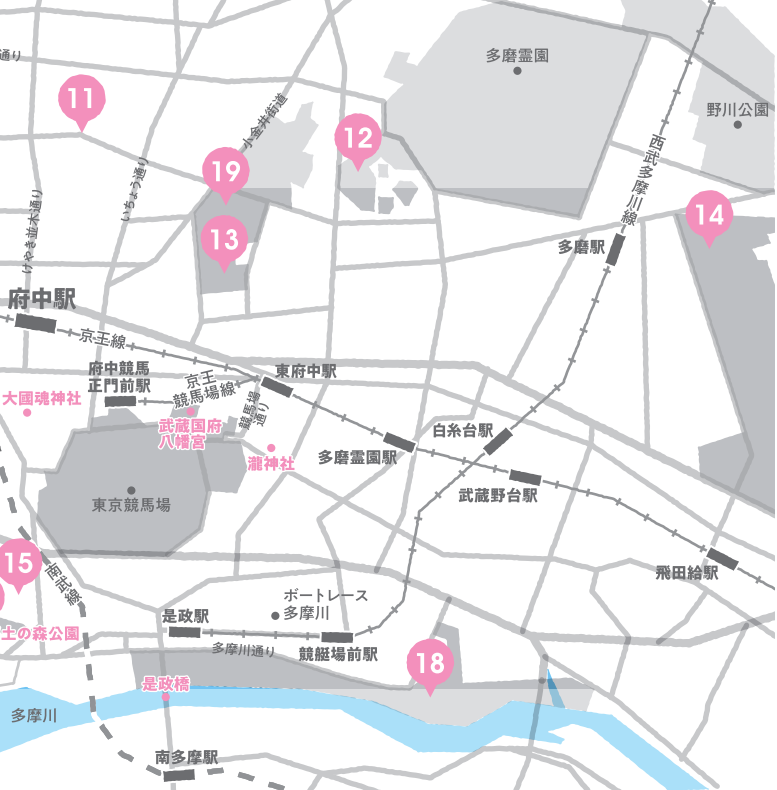 通り
多磨霊園
11
小金井街道
野川公園
12
西武多摩川線
19
いちょう通り
けやき並木通り
14
13
多磨駅
府中駅
京王線
府中競馬
正門前駅
京王
競馬場線
東府中駅
大國魂神社
競馬場
通り
武蔵国府
八幡宮
白糸台駅
瀧神社
多磨霊園駅
武蔵野台駅
東京競馬場
15
南武線
飛田給駅
ボートレース
多摩川
是政駅
土の森公園
多摩川通り
競艇場前駅
18
是政橋
多摩川
南多摩駅